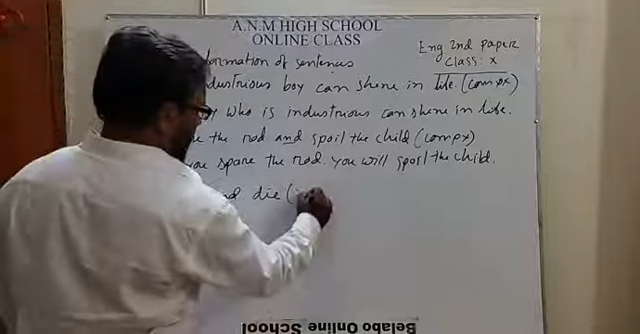 A.N.M HIGH SCHOOL
ONLINE CLASS
Eng 2nd paper
Class: X
formation of sentences
dustrious boy can shine in life. (compx)
who is industrious can shine in life.
the rod and spoil the child (compx)
you spare the rod. you will spoil the child.
die (
Belabo Online School